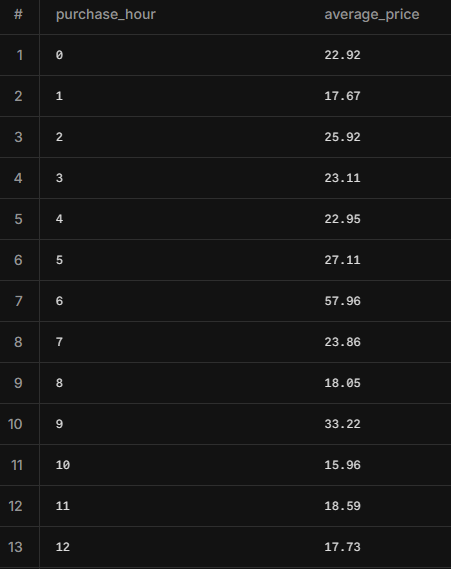 # purchase_hour average_price
1 0 22.92
2 1 17.67
3 2 25.92
4 3 23.11
5 4 22.95
6 5 27.11
7 6 57.96
8 7 23.86
9 8 18.05
10 9 33.22
11 10 15.96
12 11 18.59
13 12 17.73